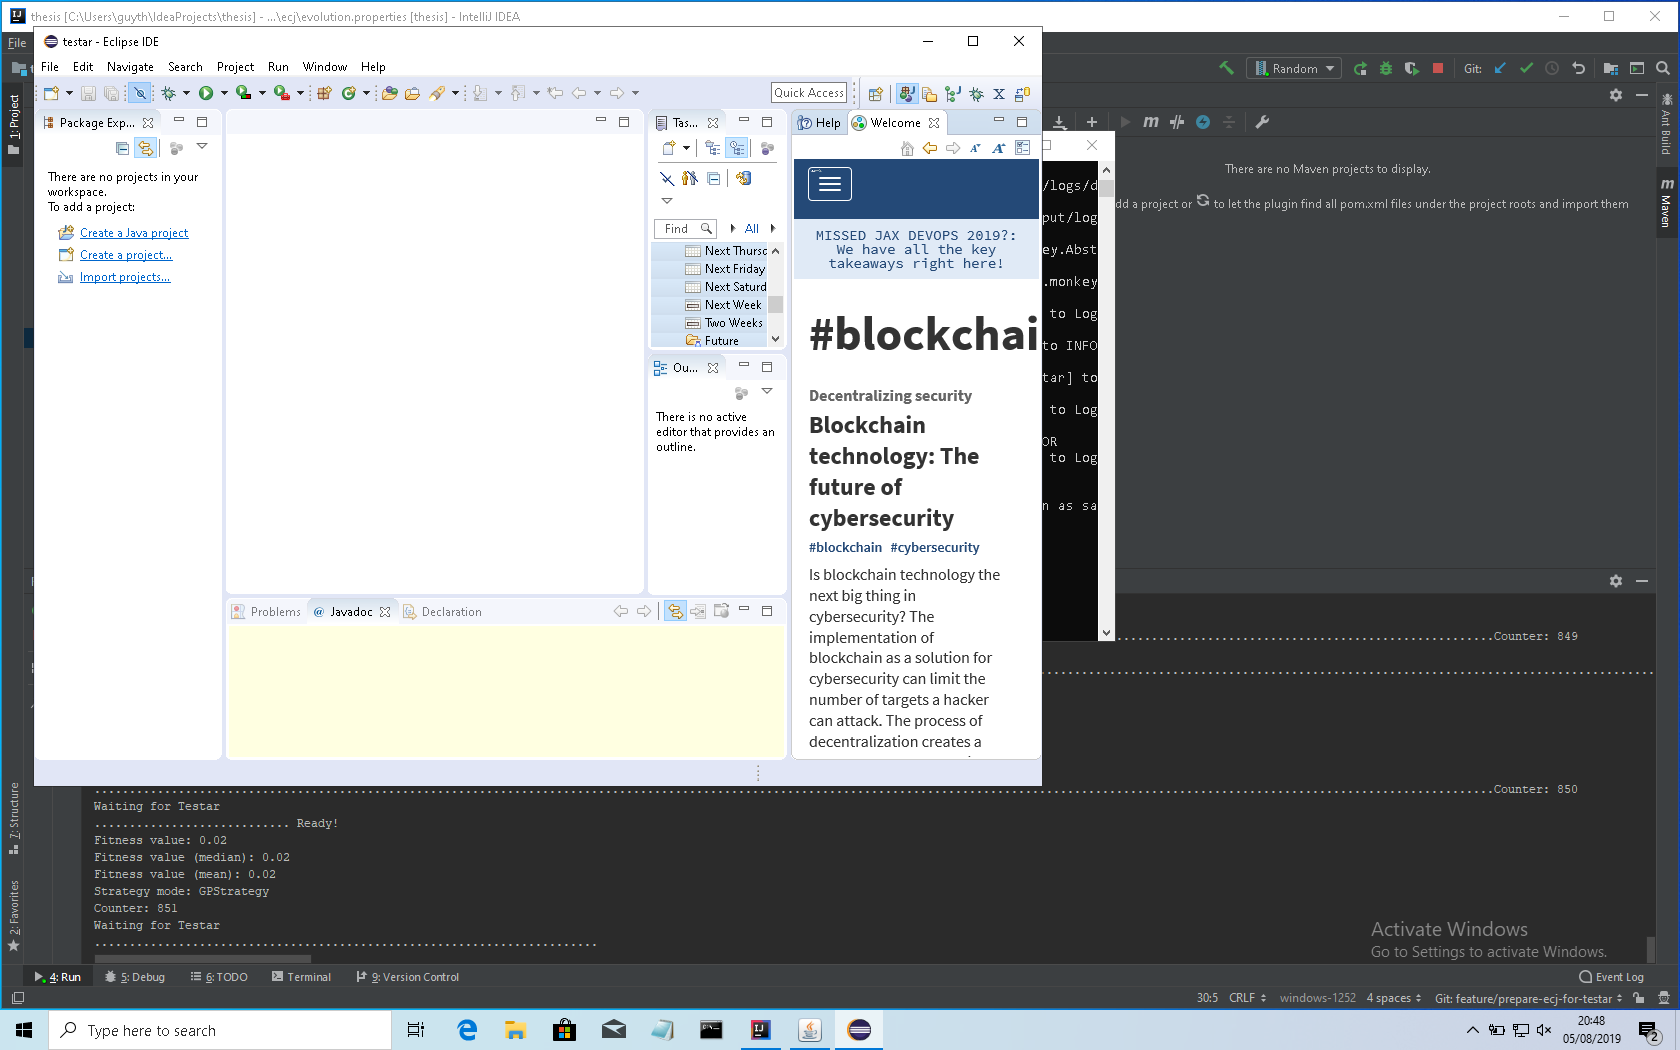 thesis [C:\Users\guyth\IdeaProjects\thesis] - ...\ecj\evolution.properties [thesis] - IntelliJ IDEA
File
testar - Eclipse IDE
File Edit Navigate Search Project Run Window Help
Quick Access
Random
Git:
1: Project
Package Exp...
Tas...
Help
Welcome
There are no projects in your
workspace.
To add a project:
Create a Java project
Create a project...
Import projects...
Find
All
Next Thursc
Next Friday
Next Saturd
Next Week
Two Weeks
Future
Ou...
There is no active
editor that provides an
outline.
MISSED JAX DEVOPS 2019?:
We have all the key
takeaways right here!
#blockchai
Decentralizing security
Blockchain
technology: The
future of
cybersecurity
#blockchain #cybersecurity
Is blockchain technology the
next big thing in
cybersecurity? The
implementation of
blockchain as a solution for
cybersecurity can limit the
number of targets a hacker
can attack. The process of
decentralization creates a
Problems
Javadoc
Declaration
/logs/d
put/log
ey.Abst
.monkey
to Log
to INFO
tar] to
to Log
OR
to Log
n as sa
There are no Maven projects to display.
dd a project or to let the plugin find all pom.xml files under the project roots and import them
Ant Build
Maven
Counter: 849
Counter: 850
Waiting for Testar
........................... Ready!
Fitness value: 0.02
Fitness value (median): 0.02
Fitness value (mean): 0.02
Strategy mode: GPStrategy
Counter: 851
Waiting for Testar
7: Structure
2: Favorites
Activate Windows
Go to Settings to activate Windows.
4: Run
5: Debug
6: TODO
Terminal
9: Version Control
Event Log
30:5 CRLF windows-1252 4 spaces Git: feature/prepare-ecj-for-testar
Type here to search
20:48
05/08/2019
2